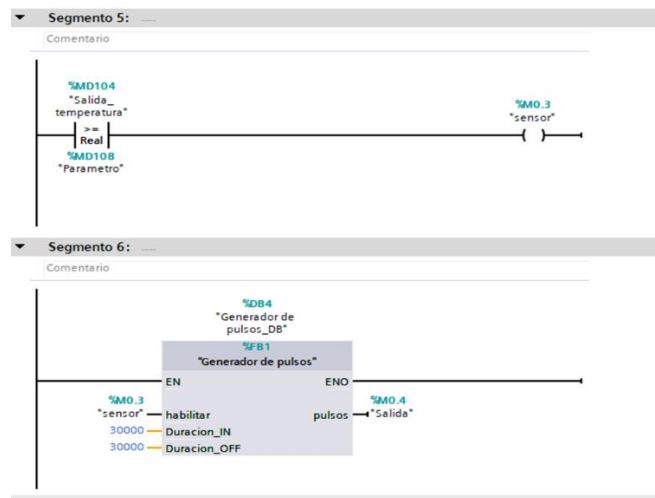 Segmento 5: .....
Comentario
%MD104
"Salida_
temperatura"
>=
Real
%MD108
"Parametro"
%M0.3
"sensor"
Segmento 6: .....
Comentario
%DB4
"Generador de
pulsos_DB"
%FB1
"Generador de pulsos"
EN
ENO
%M0.3
"sensor"
habilitar
pulsos
%M0.4
"Salida"
30000
Duracion_IN
30000
Duracion_OFF